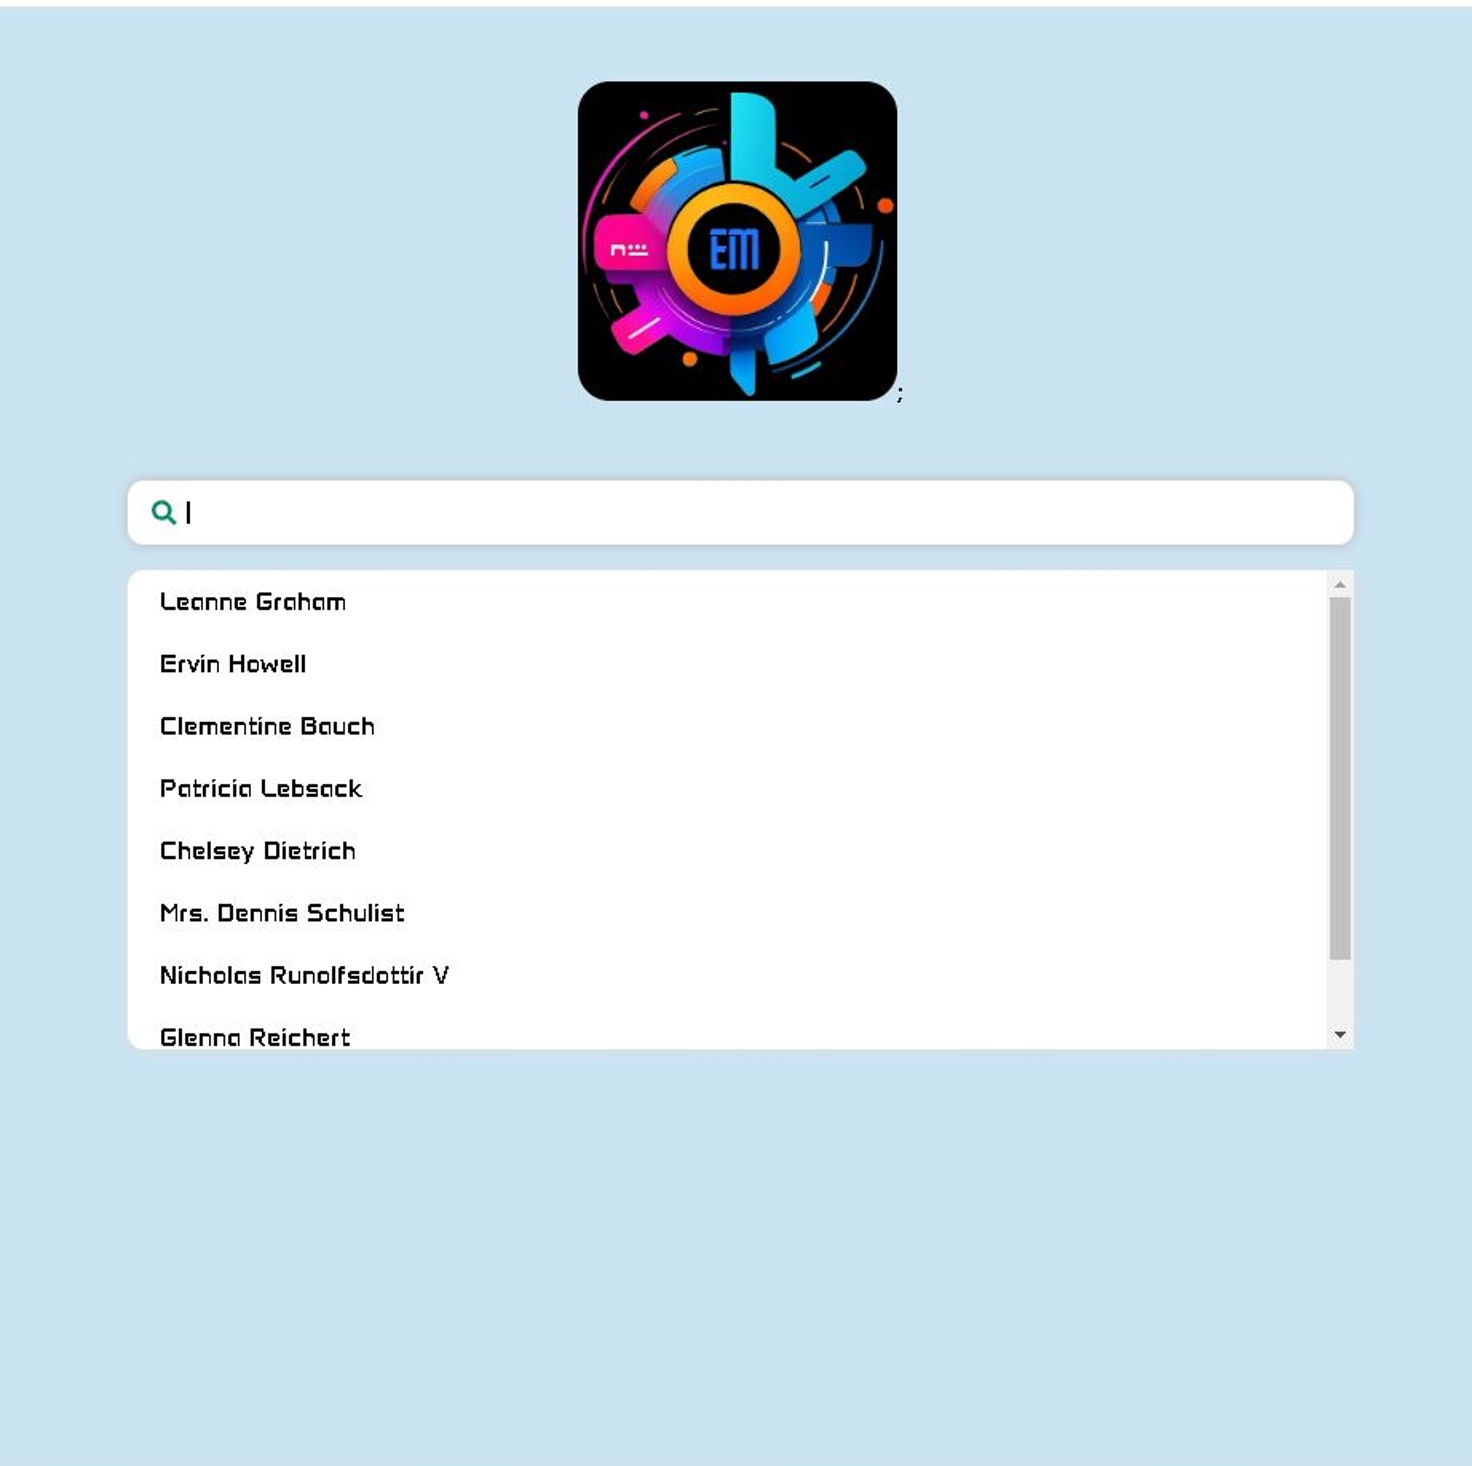 EM
;
Leanne Graham
Ervin Howell
Clementine Bauch
Patricia Lebsack
Chelsey Dietrich
Mrs. Dennis Schulist
Nicholas Runolfsdottir V
Glenna Reichert